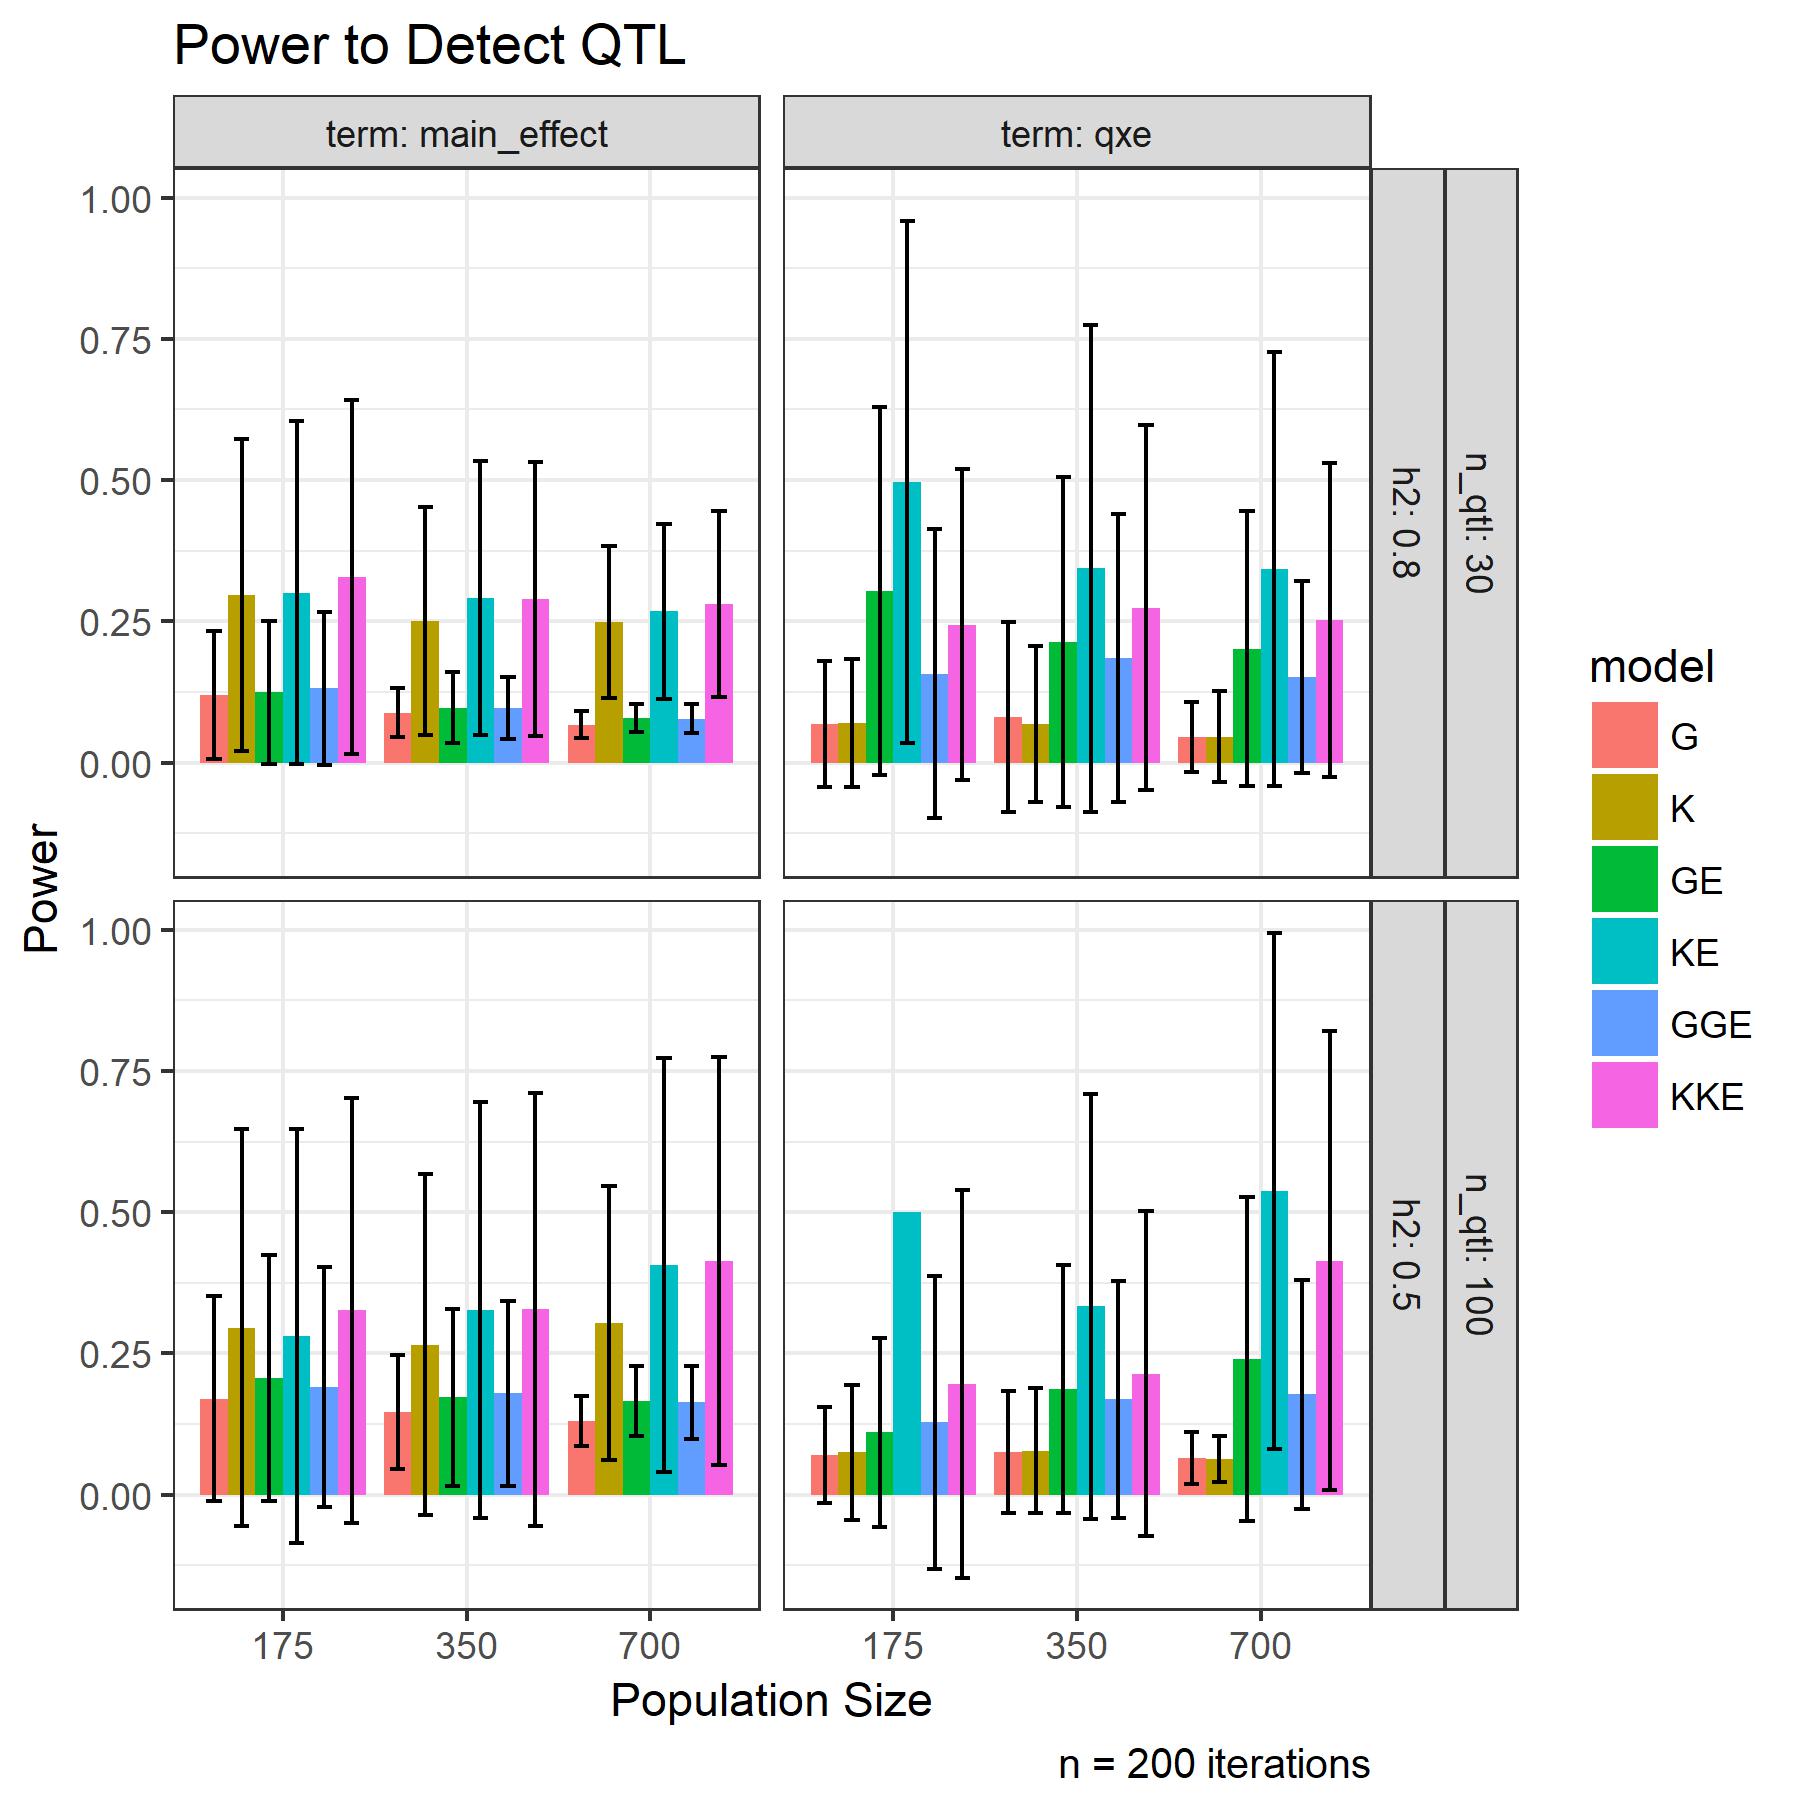 Power to Detect QTL
term: main_effect
term: qxe
1.00
0.75
0.50
0.25
0.00
h2: 0.8
n_qtl: 30
1.00
0.75
0.50
0.25
0.00
h2: 0.5
n_qtl: 100
Power
175
350
700
175
350
700
Population Size
n = 200 iterations
model
G
K
GE
KE
GGE
KKE